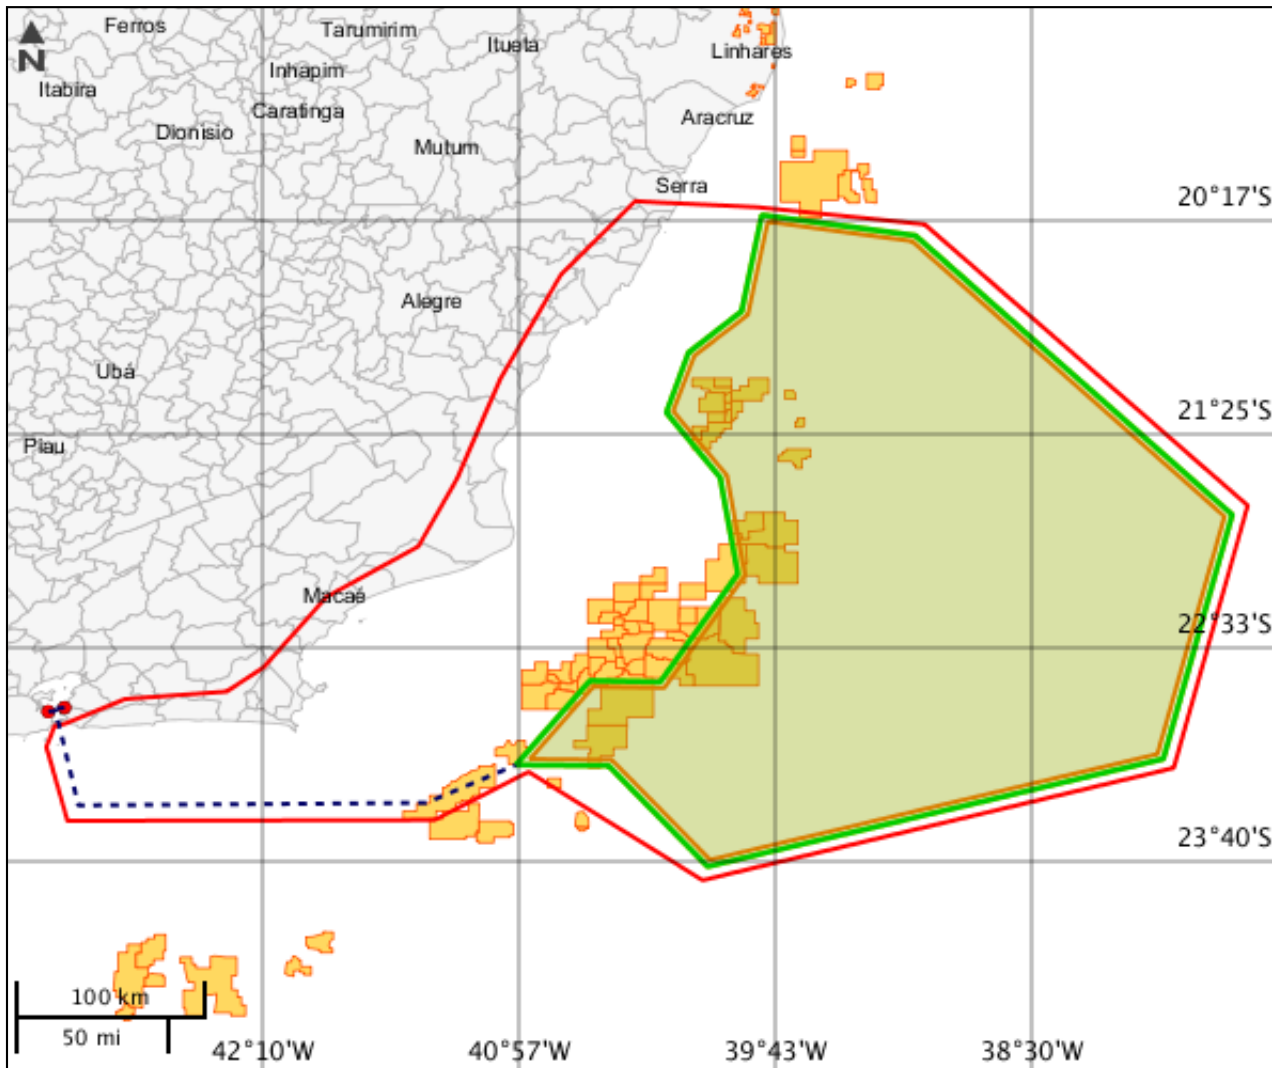 Ferros
Tarumirim
Itueta
Linhares
N
Inhapim
Itabira
Caratinga
Aracruz
Dionisio
Mutum
Serra
20°17'S
Alegre
Ubá
21°25'S
Piau
Macaé
22°33'S
23°40'S
100 km
50 mi
42°10'W
40°57'W
39°43'W
38°30'W